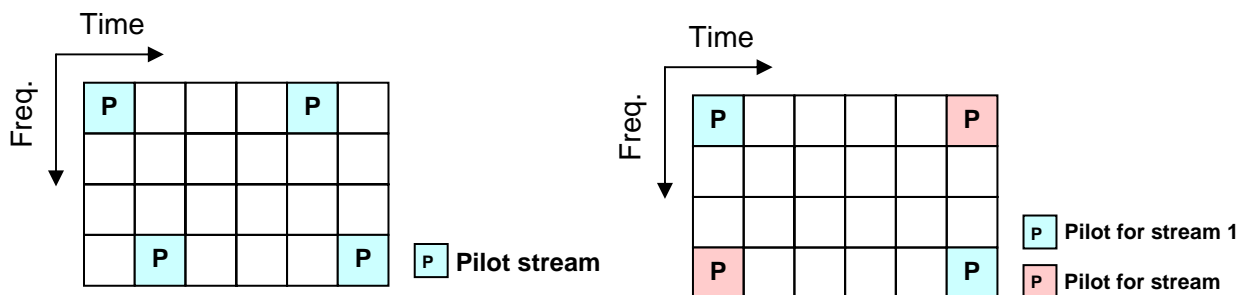 Time
Freq.
P P
P P
P Pilot stream
Time
Freq.
P P
P P
P Pilot for stream 1
P Pilot for stream